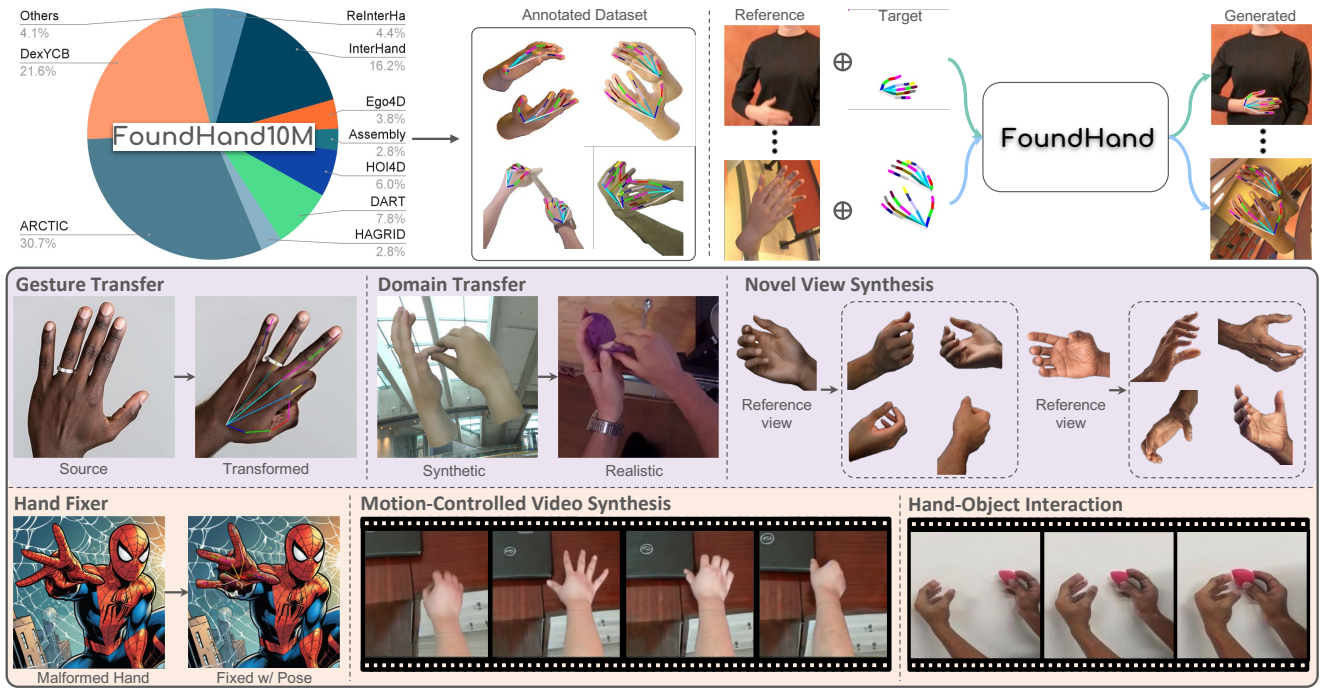 Others
4.1%
DexYCB
21.6%
ARCTIC
30.7%
FoundHand10M
ReInterHa
4.4%
InterHand
16.2%
Ego4D
3.8%
Assembly
2.8%
HOI4D
6.0%
DART
7.8%
HAGRID
2.8%
Annotated Dataset
Reference
Target
Generated
FoundHand
Gesture Transfer
Source
Transformed
Domain Transfer
Synthetic
Realistic
Novel View Synthesis
Reference
view
Reference
view
Hand Fixer
Malformed Hand
Fixed w/ Pose
Motion-Controlled Video Synthesis
Hand-Object Interaction